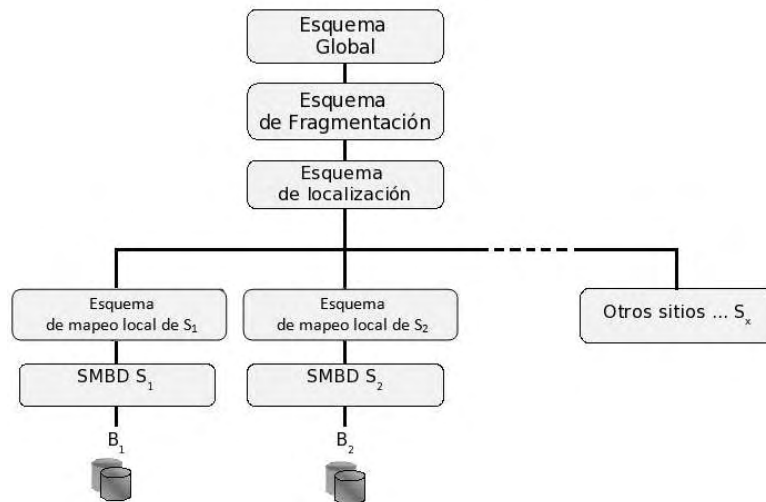 Esquema
Global
Esquema
de Fragmentación
Esquema
de localización
Esquema
de mapeo local de S₁
Esquema
de mapeo local de S₂
Otros sitios ... Sₓ
SMBD S₁
SMBD S₂
B₁
B₂